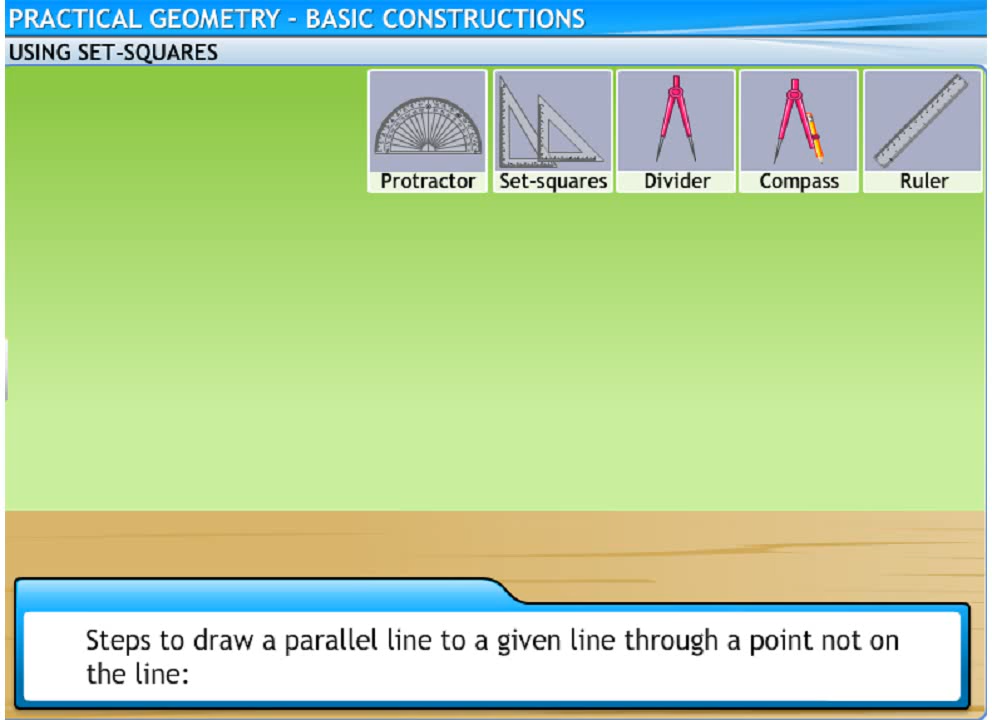 PRACTICAL GEOMETRY - BASIC CONSTRUCTIONS
USING SET-SQUARES
Protractor
Set-squares
Divider
Compass
Ruler
Steps to draw a parallel line to a given line through a point not on
the line: